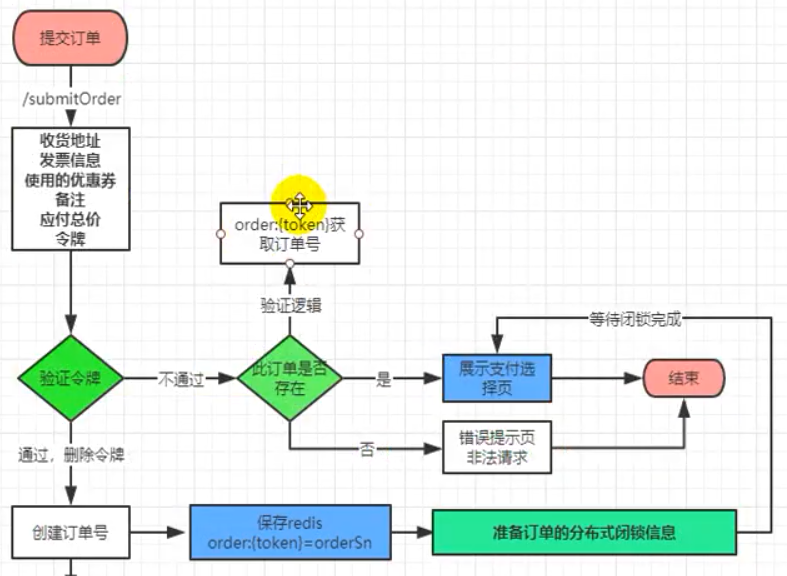 提交订单
/submitOrder
收货地址
发票信息
使用的优惠券
备注
应付总价
令牌
order:{token}获
取订单号
验证逻辑
等待闭锁完成
验证令牌
不通过
此订单是否
存在
是
展示支付选
择页
结束
否
错误提示页
非法请求
通过，删除令牌
创建订单号
保存redis
order:{token}=orderSn
准备订单的分布式闭锁信息